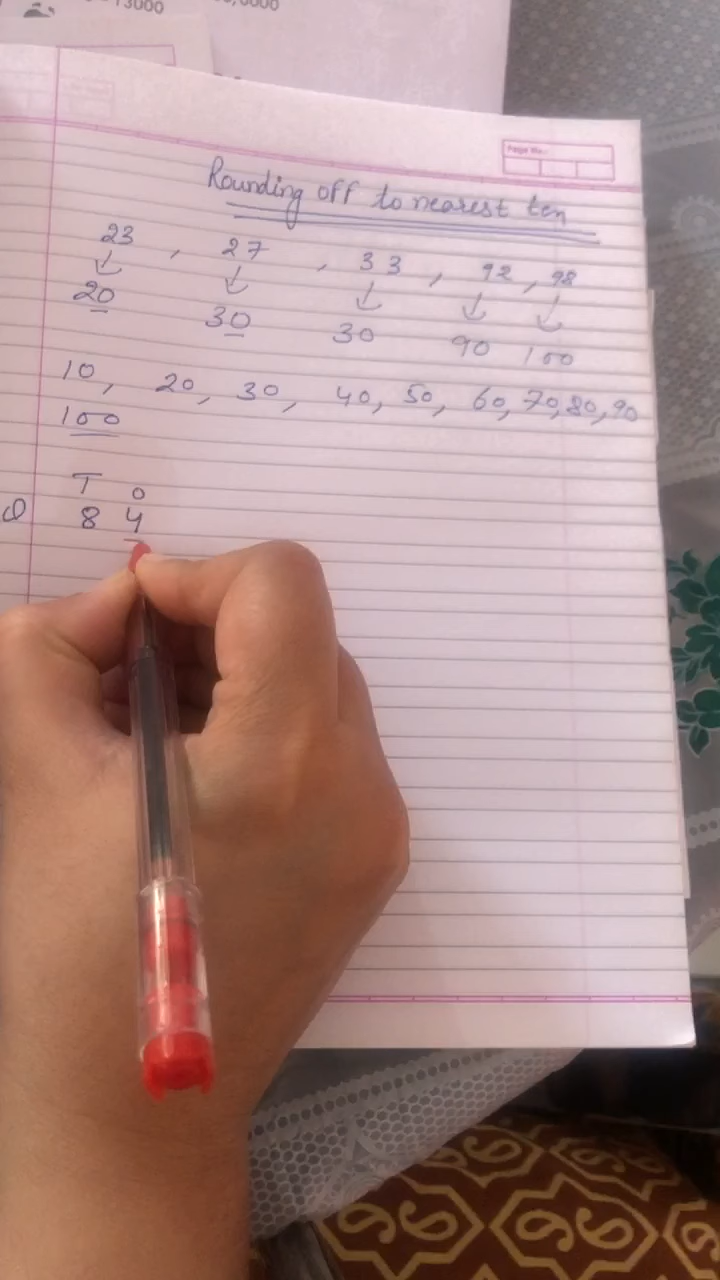 13000
Page No.:
Rounding off to nearest ten
23 , 27 , 33 , 92 , 98
20 30 30 90 100
10, 20, 30, 40, 50, 60, 70, 80, 90
100
T O
8 4